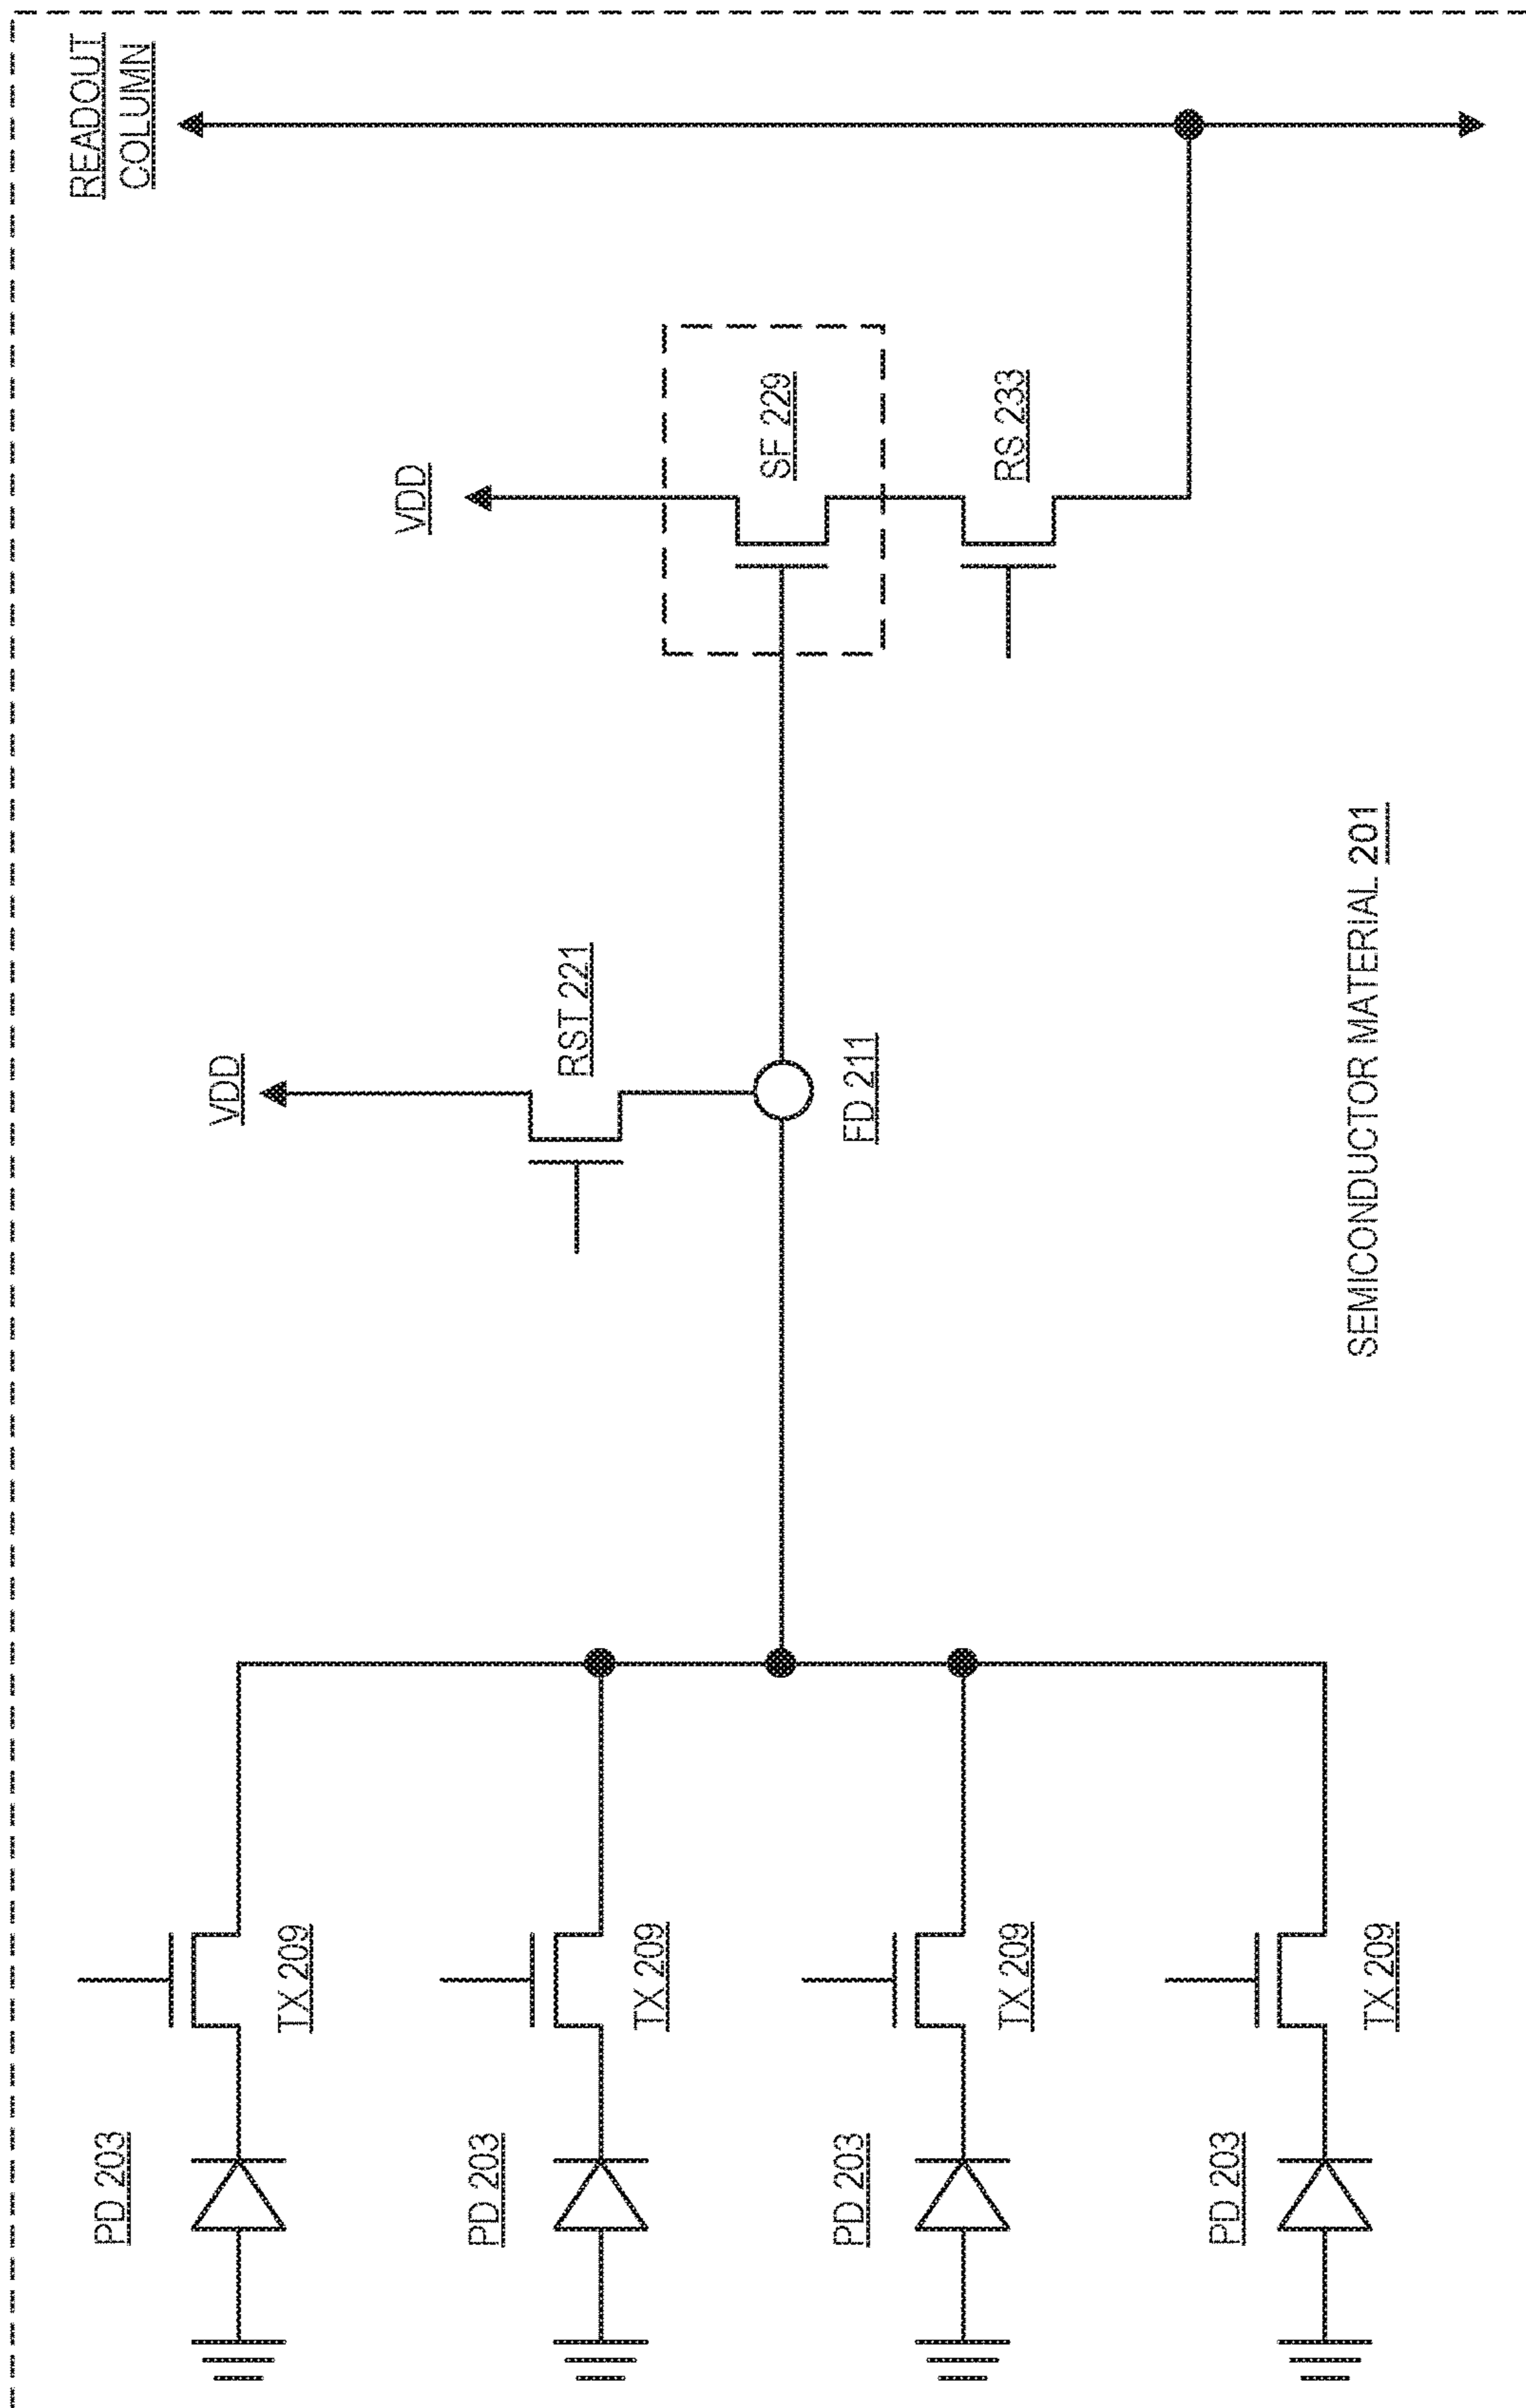 READOUT
COLUMN
VDD
VDD
SF 229
RS 233
RST 221
FD 211
SEMICONDUCTOR MATERIAL 201
PD 203
TX 209
PD 203
TX 209
PD 203
TX 209
PD 203
TX 209